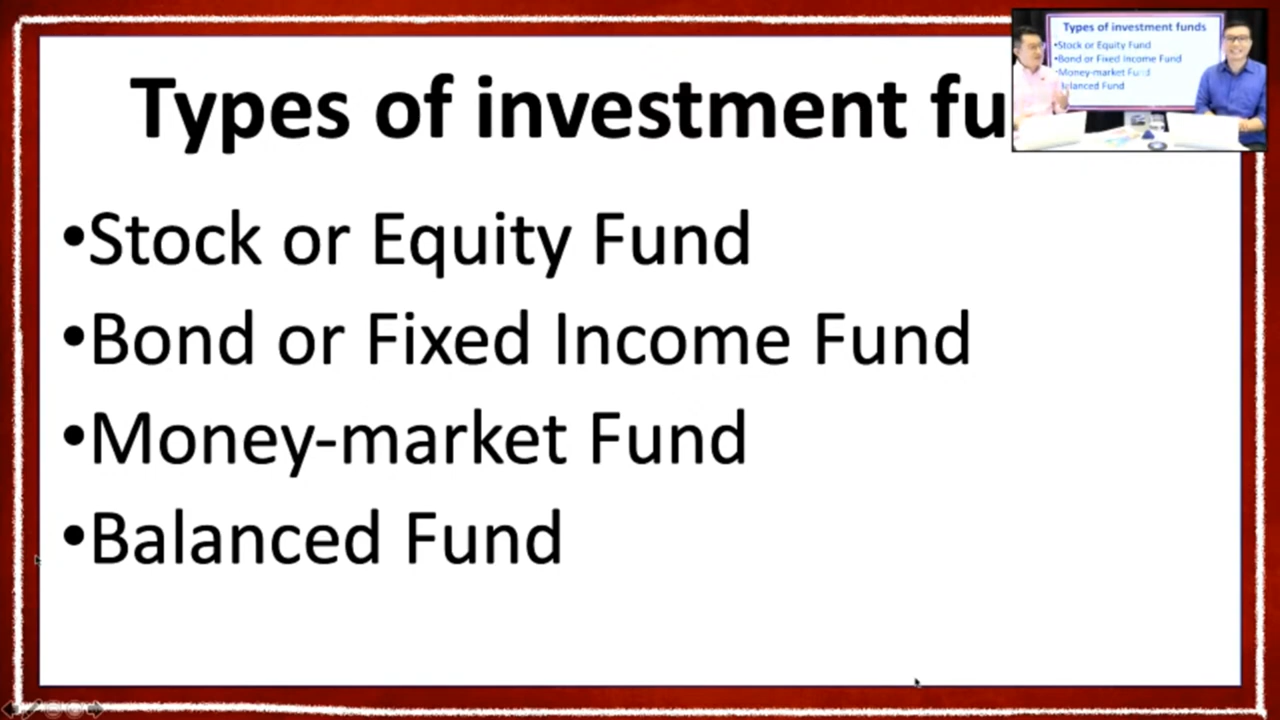 Types of investment fu
•Stock or Equity Fund
•Bond or Fixed Income Fund
•Money-market Fund
•Balanced Fund
Types of investment funds
•Stock or Equity Fund
•Bond or Fixed Income Fund
•Money-market Fund
alanced Fund